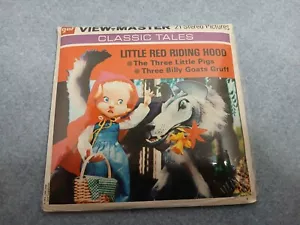 gaf VIEW-MASTER 21 Stereo Pictures
CLASSIC TALES
LITTLE RED RIDING HOOD
The Three Little Pigs
Three Billy Goats Gruff